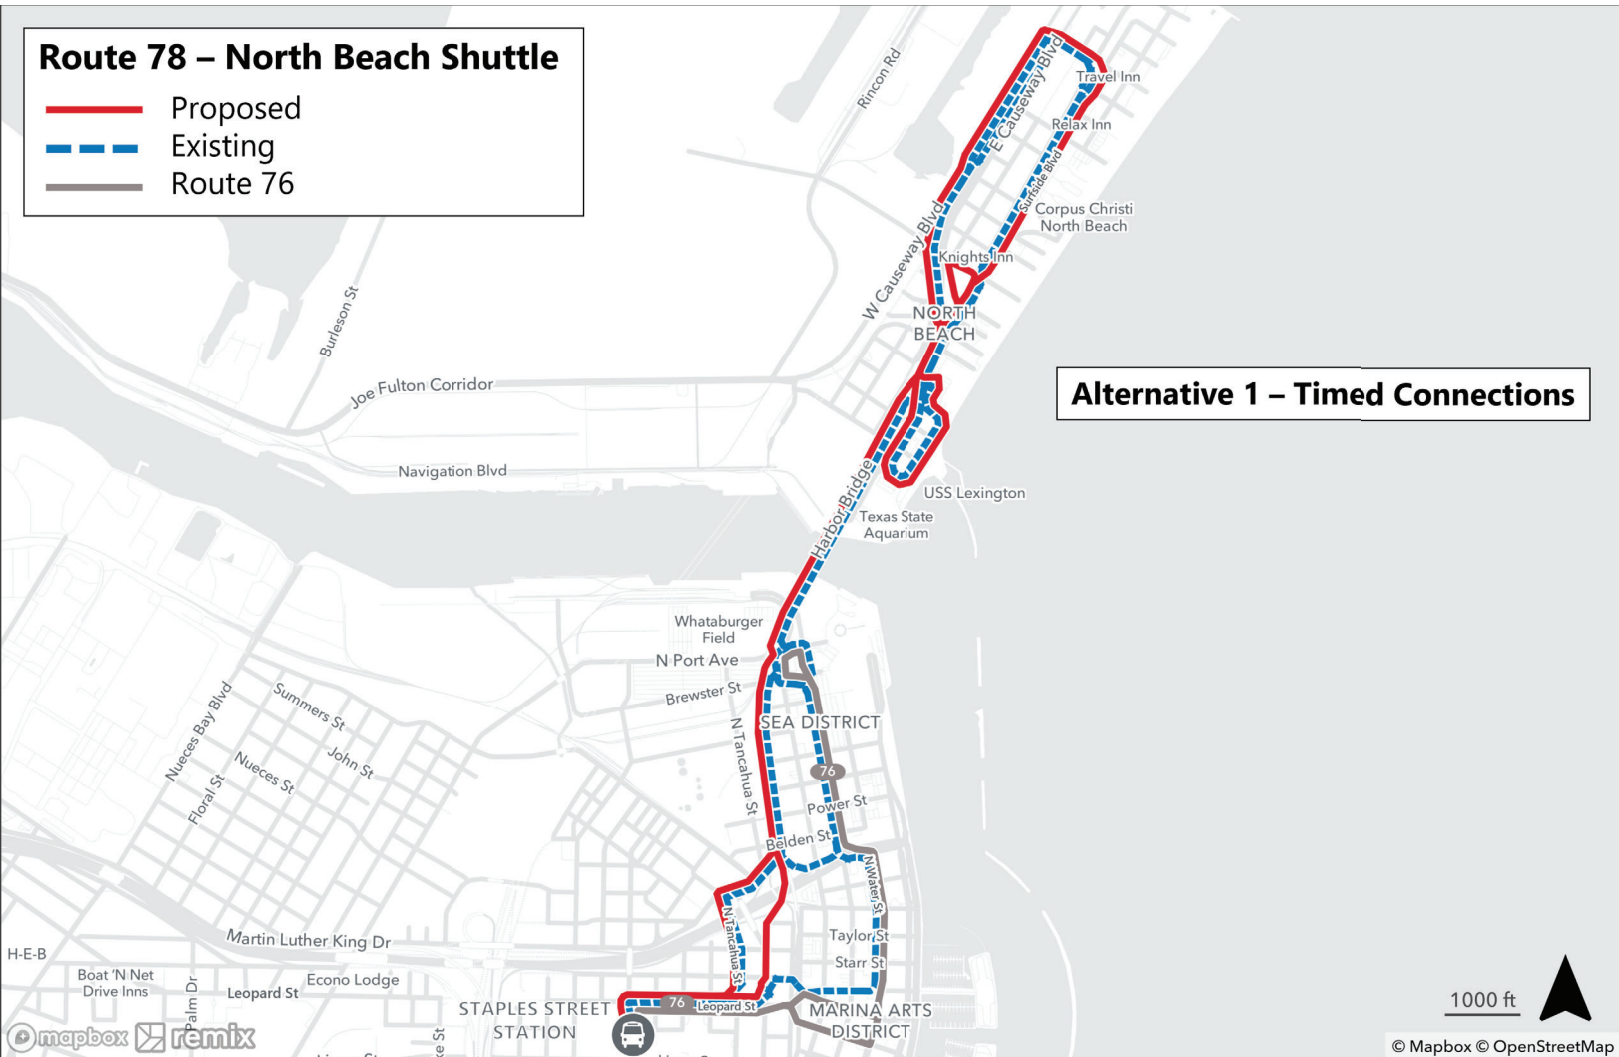 Route 78 – North Beach Shuttle
Proposed
Existing
Route 76
Alternative 1 – Timed Connections
Rincon Rd
E Causeway Blvd
Travel Inn
Relax Inn
Surfside Blvd
Corpus Christi
North Beach
W Causeway Blvd
Knights Inn
NORTH
BEACH
Burleson St
Joe Fulton Corridor
Navigation Blvd
Harbor Bridge
USS Lexington
Texas State
Aquarium
Whataburger
Field
N Port Ave
Brewster St
SEA DISTRICT
N Tancahua St
76
Power St
Belden St
Summers St
Nueces Bay Blvd
John St
Nueces St
Floral St
N Water St
N Tancahua St
Taylor St
Starr St
Martin Luther King Dr
H-E-B
Boat 'N Net
Drive Inns
Econo Lodge
Palm Dr
Leopard St
STAPLES STREET
STATION
76
Leopard St
MARINA ARTS
DISTRICT
1000 ft
mapbox
remix
© Mapbox © OpenStreetMap